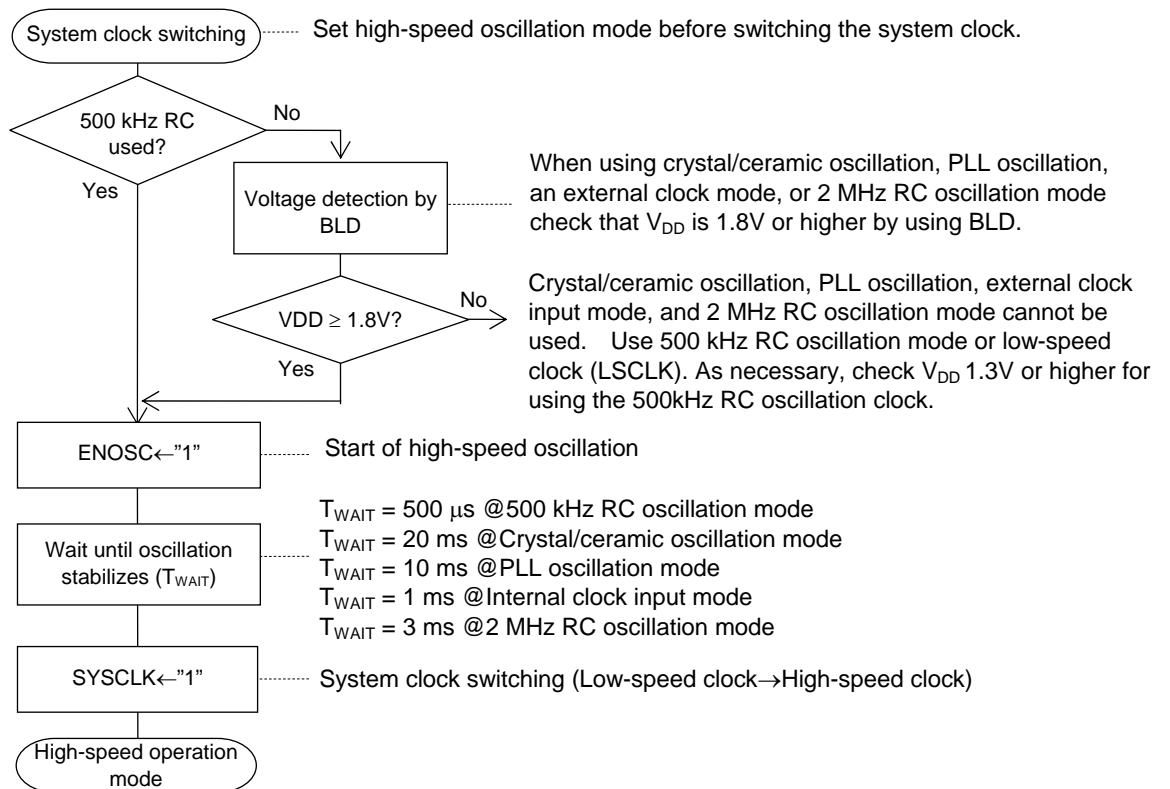 System clock switching
Set high-speed oscillation mode before switching the system clock.
500 kHz RC
used?
No
Yes
Voltage detection by
BLD
When using crystal/ceramic oscillation, PLL oscillation,
an external clock mode, or 2 MHz RC oscillation mode
check that VDD is 1.8V or higher by using BLD.
VDD ≥ 1.8V?
No
Yes
Crystal/ceramic oscillation, PLL oscillation, external clock
input mode, and 2 MHz RC oscillation mode cannot be
used. Use 500 kHz RC oscillation mode or low-speed
clock (LSCLK). As necessary, check VDD 1.3V or higher for
using the 500kHz RC oscillation clock.
ENOSC←"1"
Start of high-speed oscillation
Wait until oscillation
stabilizes (TWAIT)
TWAIT = 500 μs @500 kHz RC oscillation mode
TWAIT = 20 ms @Crystal/ceramic oscillation mode
TWAIT = 10 ms @PLL oscillation mode
TWAIT = 1 ms @Internal clock input mode
TWAIT = 3 ms @2 MHz RC oscillation mode
SYSCLK←"1"
System clock switching (Low-speed clock→High-speed clock)
High-speed operation
mode